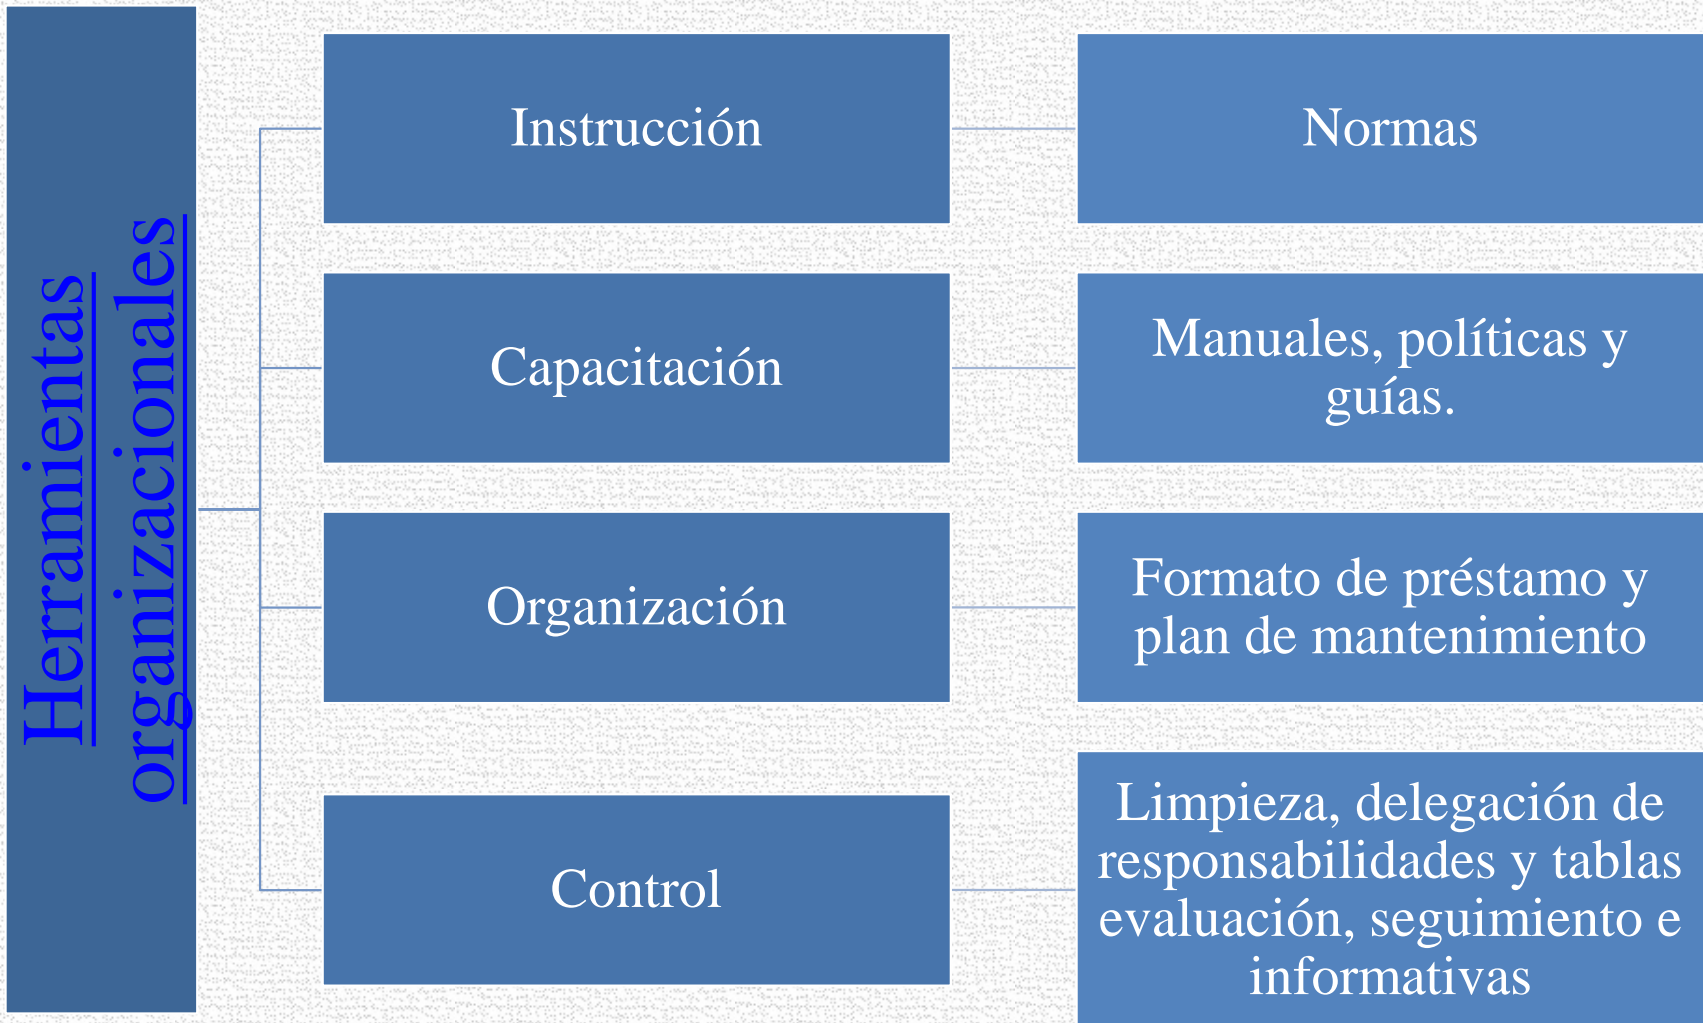 Herramientas
organizacionales
Instrucción
Normas
Capacitación
Manuales, políticas y
guías.
Organización
Formato de préstamo y
plan de mantenimiento
Control
Limpieza, delegación de
responsabilidades y tablas
evaluación, seguimiento e
informativas